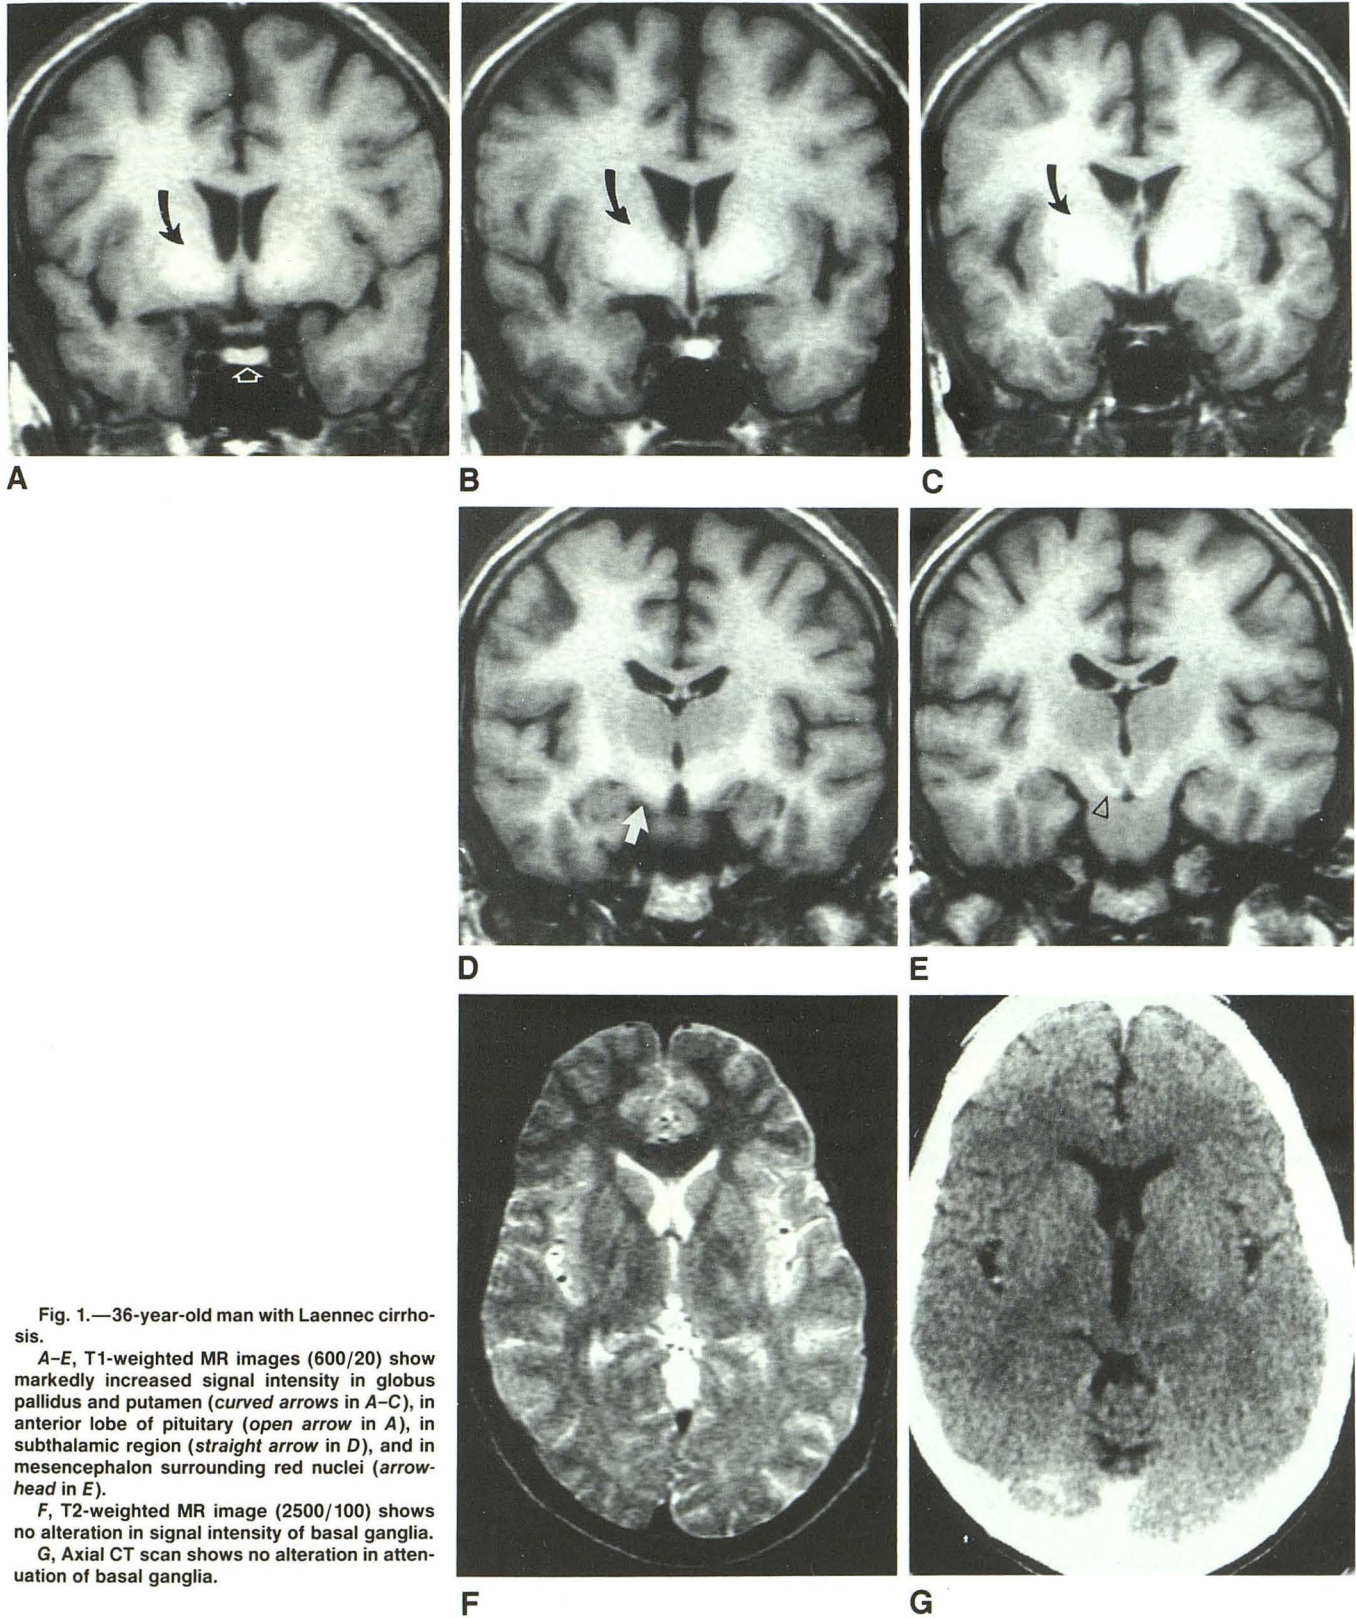 A
B
C
D
E
Fig. 1.—36-year-old man with Laennec cirrho-
sis.
A–E, T1-weighted MR images (600/20) show
markedly increased signal intensity in globus
pallidus and putamen (curved arrows in A–C), in
anterior lobe of pituitary (open arrow in A), in
subthalamic region (straight arrow in D), and in
mesencephalon surrounding red nuclei (arrow-
head in E).
F, T2-weighted MR image (2500/100) shows
no alteration in signal intensity of basal ganglia.
G, Axial CT scan shows no alteration in atten-
uation of basal ganglia.
F
G